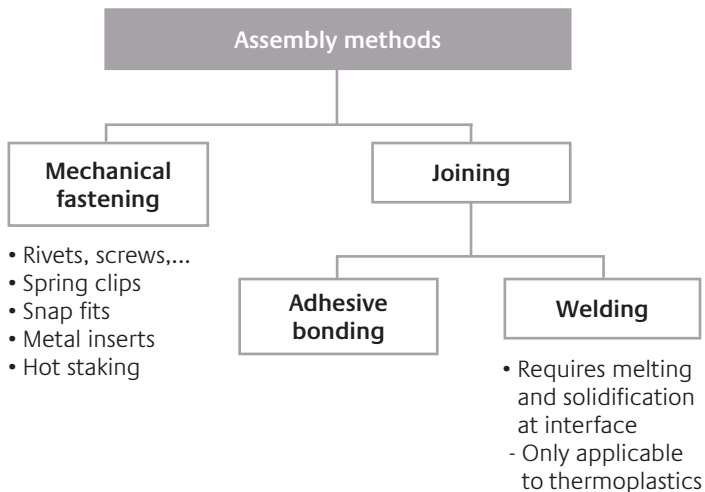 Assembly methods
Mechanical
fastening
• Rivets, screws,...
• Spring clips
• Snap fits
• Metal inserts
• Hot staking
Joining
Adhesive
bonding
Welding
• Requires melting
and solidification
at interface
- Only applicable
to thermoplastics